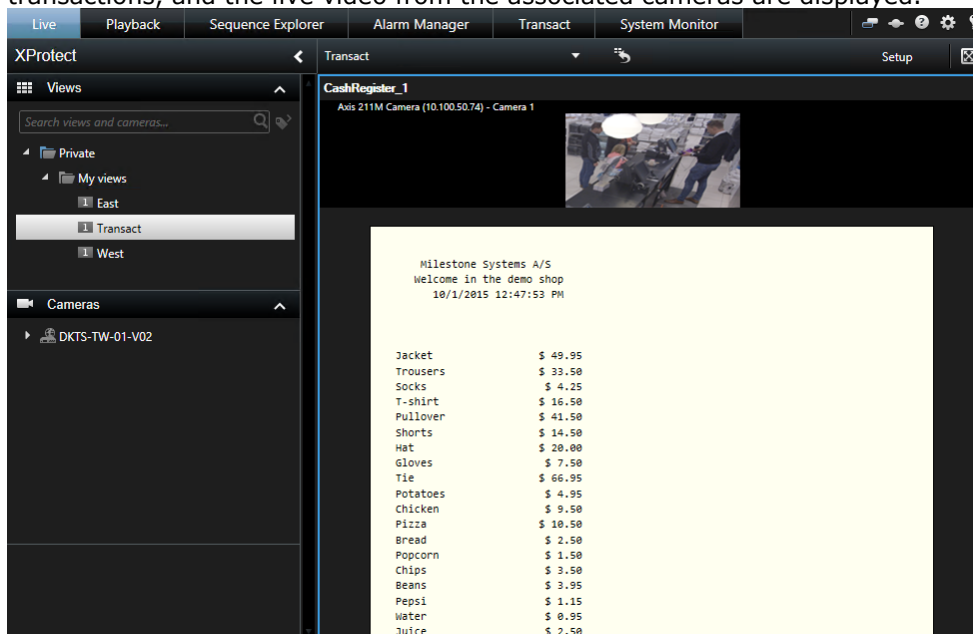 transactions, and the live video from the associated cameras are displayed.
Live Playback Sequence Explorer Alarm Manager Transact System Monitor
XProtect
Transact
Setup
Views
Search views and cameras...
Private
My views
1 East
1 Transact
1 West
Cameras
DKTS-TW-01-V02
CashRegister_1
Axis 211M Camera (10.100.50.74) - Camera 1
Milestone Systems A/S
Welcome in the demo shop
10/1/2015 12:47:53 PM
Jacket $ 49.95
Trousers $ 33.50
Socks $ 4.25
T-shirt $ 16.50
Pullover $ 41.50
Shorts $ 14.50
Hat $ 20.00
Gloves $ 7.50
Tie $ 66.95
Potatoes $ 4.95
Chicken $ 9.50
Pizza $ 10.50
Bread $ 2.50
Popcorn $ 1.50
Chips $ 3.50
Beans $ 3.95
Pepsi $ 1.15
Water $ 0.95
Juice $ 2.50